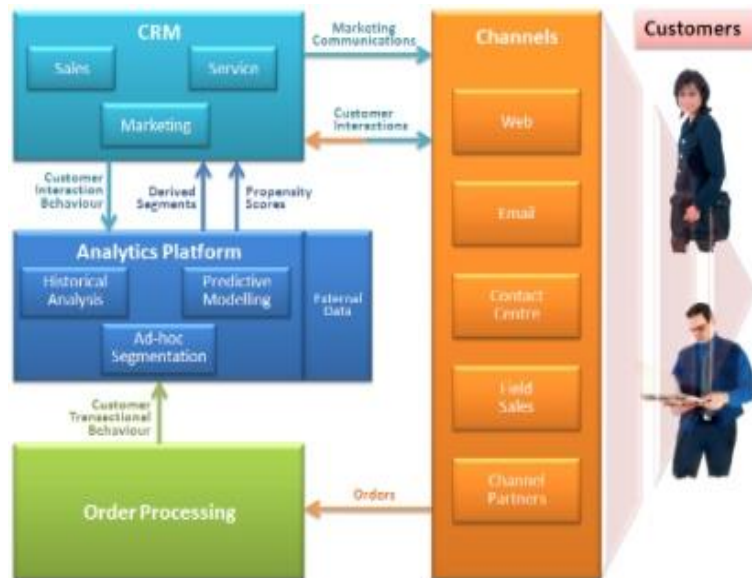 CRM
Sales
Service
Marketing
Marketing
Communications
Customer
Interactions
Channels
Web
Email
Contact
Centre
Field
Sales
Channel
Partners
Customers
Customer
Interaction
Behaviour
Derived
Segments
Propensity
Scores
Analytics Platform
Historical
Analysis
Predictive
Modelling
Ad-hoc
Segmentation
External
Data
Customer
Transactional
Behaviour
Order Processing
Orders